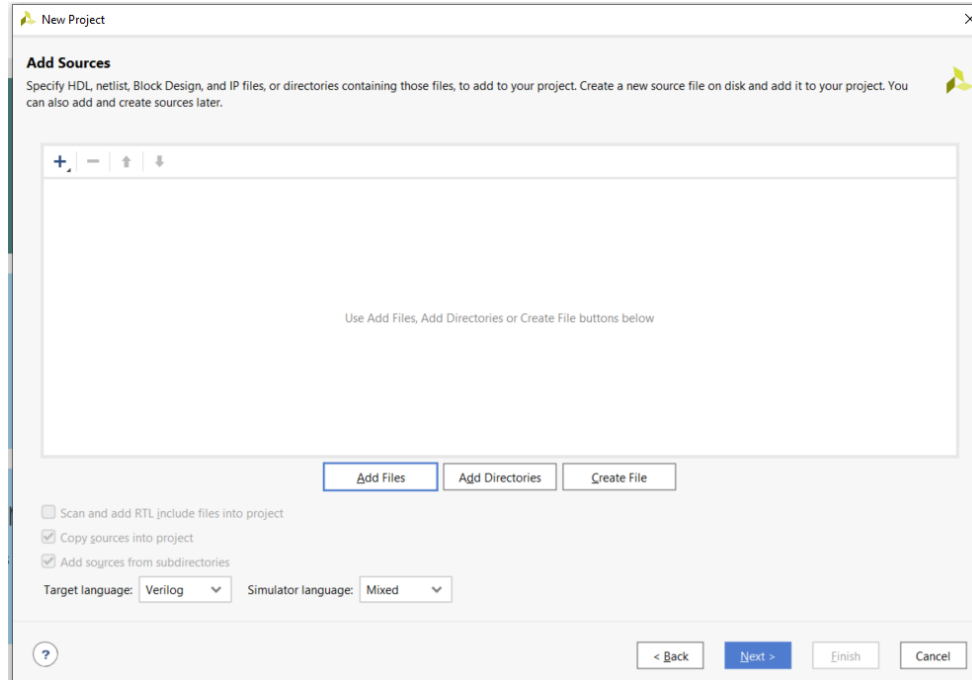 New Project
Add Sources
Specify HDL, netlist, Block Design, and IP files, or directories containing those files, to add to your project. Create a new source file on disk and add it to your project. You
can also add and create sources later.
Use Add Files, Add Directories or Create File buttons below
Add Files Add Directories Create File
Scan and add RTL include files into project
Copy sources into project
Add sources from subdirectories
Target language: Verilog Simulator language: Mixed
? < Back Next > Finish Cancel